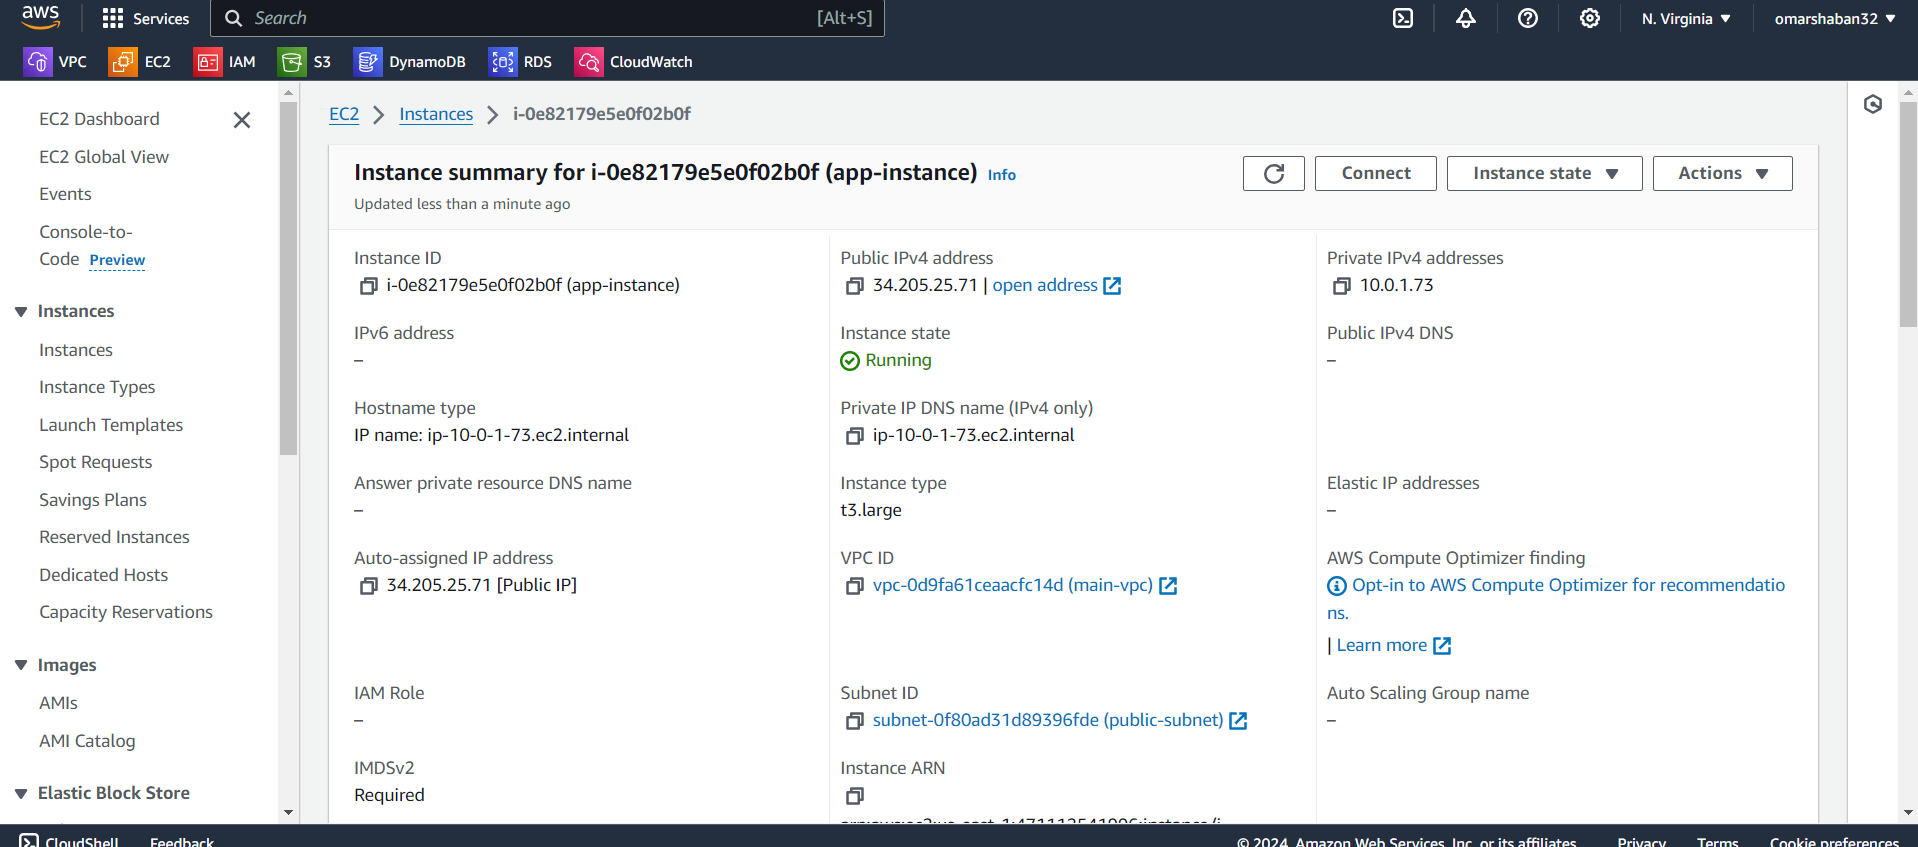 aws
Services
Search
[Alt+S]
N. Virginia
omarshaban32
VPC
EC2
IAM
S3
DynamoDB
RDS
CloudWatch
EC2 Dashboard
EC2 Global View
Events
Console-to-
Code Preview
Instances
Instances
Instance Types
Launch Templates
Spot Requests
Savings Plans
Reserved Instances
Dedicated Hosts
Capacity Reservations
Images
AMIs
AMI Catalog
Elastic Block Store
EC2
Instances
i-0e82179e5e0f02b0f
Instance summary for i-0e82179e5e0f02b0f (app-instance) Info
Updated less than a minute ago
Connect
Instance state
Actions
Instance ID
i-0e82179e5e0f02b0f (app-instance)
Public IPv4 address
34.205.25.71 | open address
Private IPv4 addresses
10.0.1.73
IPv6 address
–
Instance state
Running
Public IPv4 DNS
–
Hostname type
IP name: ip-10-0-1-73.ec2.internal
Private IP DNS name (IPv4 only)
ip-10-0-1-73.ec2.internal
Answer private resource DNS name
–
Instance type
t3.large
Elastic IP addresses
–
Auto-assigned IP address
34.205.25.71 [Public IP]
VPC ID
vpc-0d9fa61ceaacfc14d (main-vpc)
AWS Compute Optimizer finding
Opt-in to AWS Compute Optimizer for recommendatio
ns.
| Learn more
IAM Role
–
Subnet ID
subnet-0f80ad31d89396fde (public-subnet)
Auto Scaling Group name
–
IMDSv2
Required
Instance ARN
CloudShell
Feedback
© 2024, Amazon Web Services, Inc. or its affiliates.
Privacy
Terms
Cookie preferences